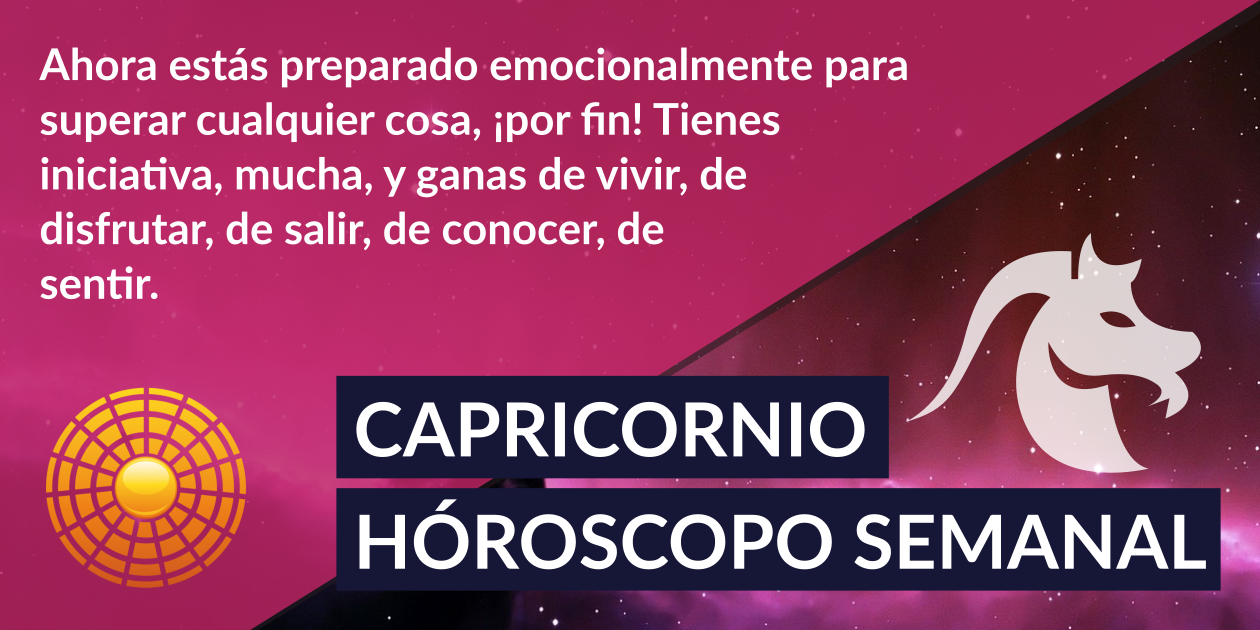 Ahora estás preparado emocionalmente para
superar cualquier cosa, ¡por fin! Tienes
iniciativa, mucha, y ganas de vivir, de
disfrutar, de salir, de conocer, de
sentir.
CAPRICORNIO
HÓROSCOPO SEMANAL